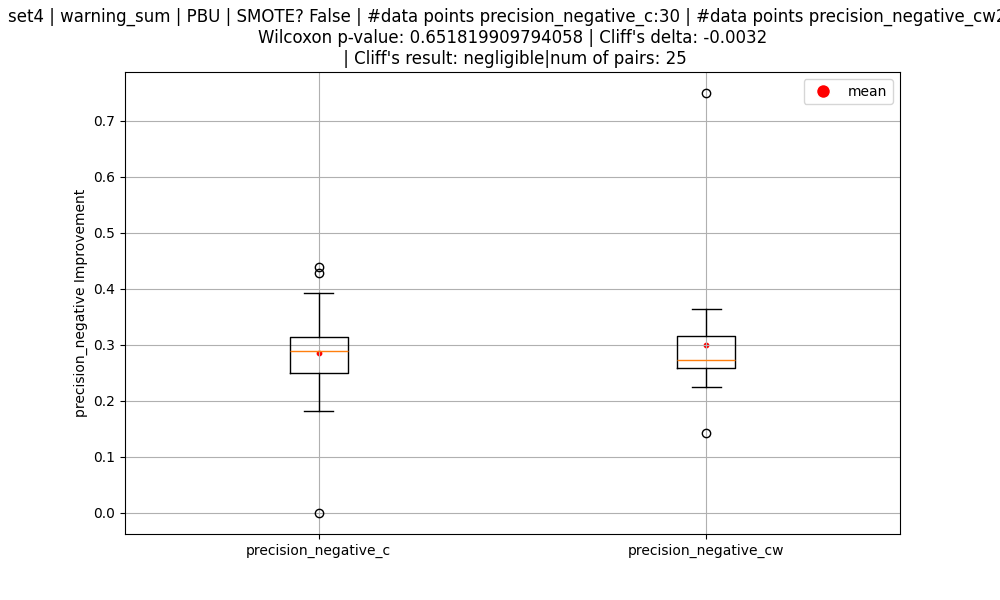 set4 | warning_sum | PBU | SMOTE? False | #data points precision_negative_c:30 | #data points precision_negative_cw2
Wilcoxon p-value: 0.651819909794058 | Cliff's delta: -0.0032
| Cliff's result: negligible|num of pairs: 25
mean
0.7
0.6
0.5
0.4
0.3
0.2
0.1
0.0
precision_negative Improvement
precision_negative_c
precision_negative_cw